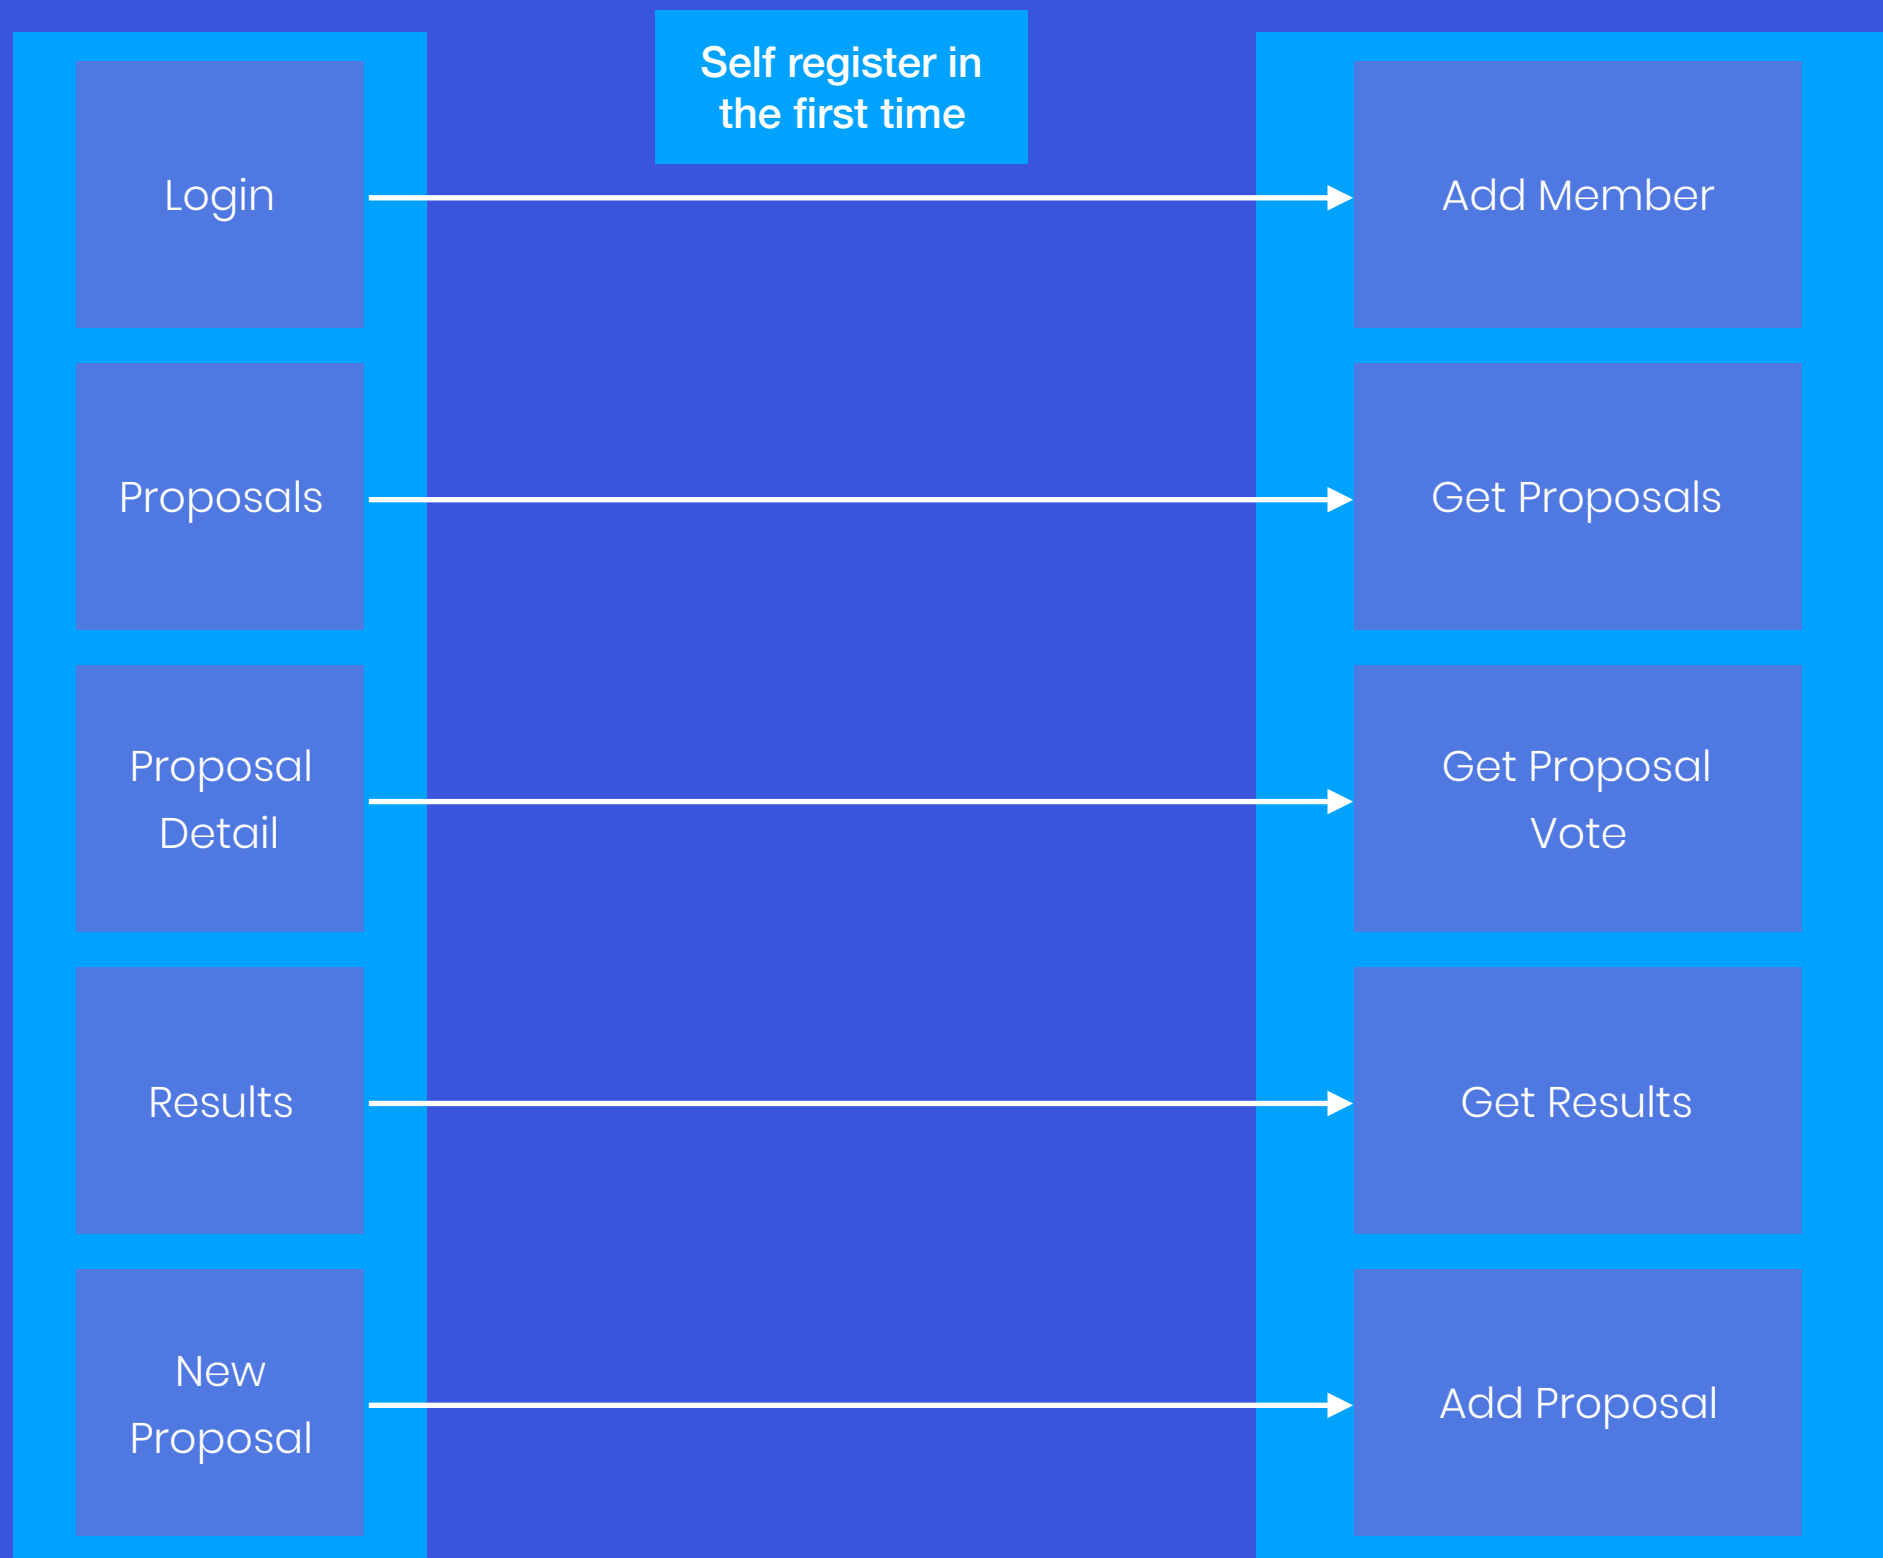 Self register in
the first time
Login
Add Member
Proposals
Get Proposals
Proposal
Detail
Get Proposal
Vote
Results
Get Results
New
Proposal
Add Proposal